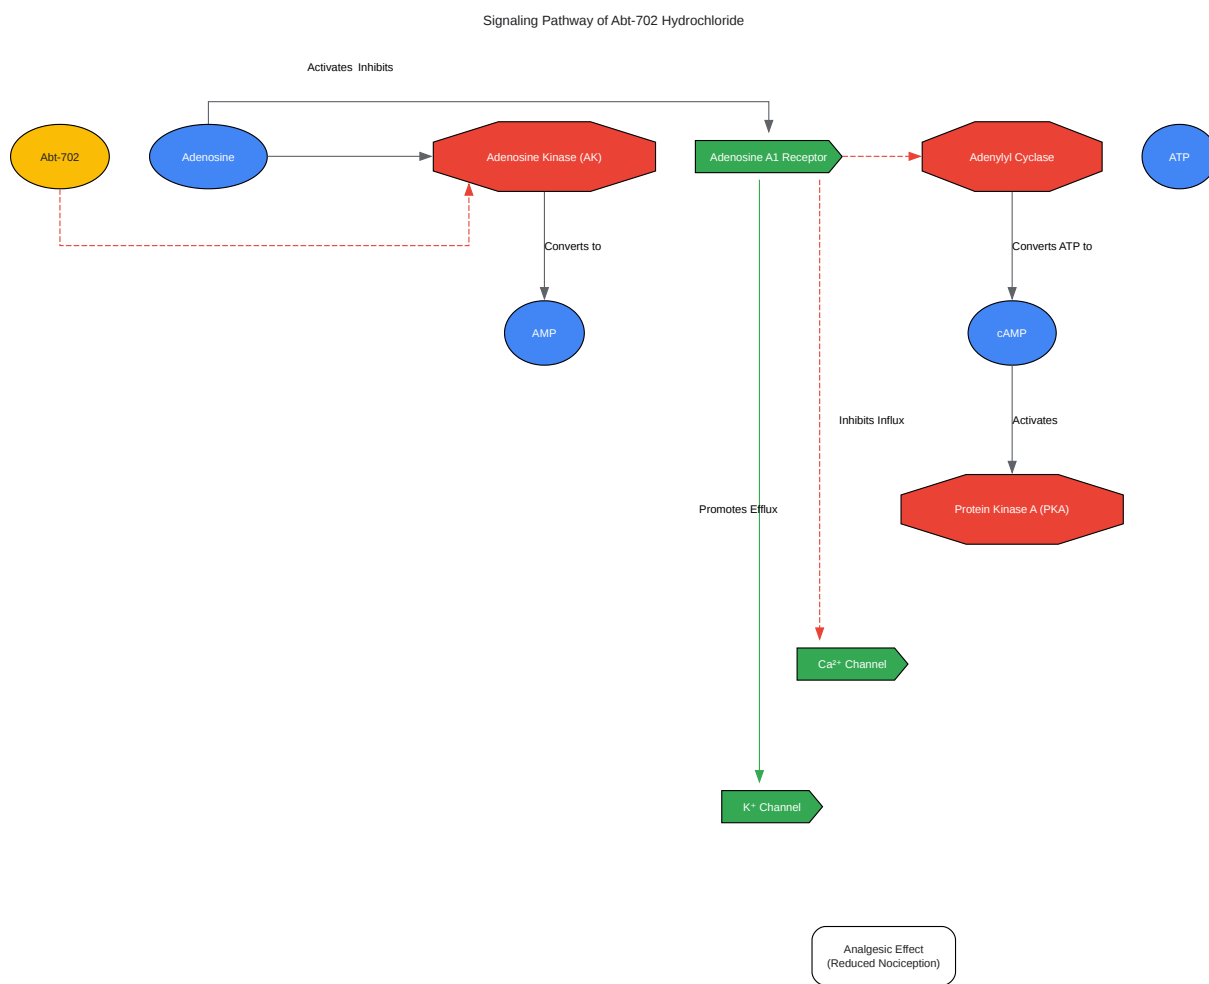 Signaling Pathway of Abt-702 Hydrochloride
Activates  Inhibits
Abt-702
Adenosine
Adenosine Kinase (AK)
Adenosine A1 Receptor
Adenylyl Cyclase
ATP
Converts to
Converts ATP to
AMP
cAMP
Inhibits Influx
Activates
Promotes Efflux
Protein Kinase A (PKA)
Ca²⁺ Channel
K⁺ Channel
Analgesic Effect
(Reduced Nociception)